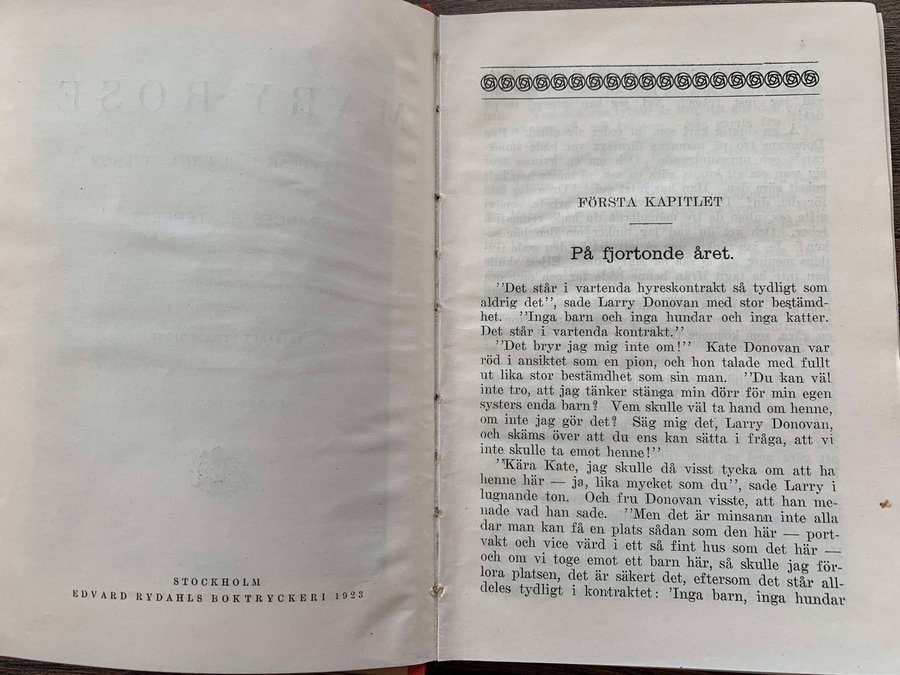 STOCKHOLM
EDVARD RYDAHLS BOKTRYCKERI 1923
FÖRSTA KAPITLET
På fjortonde året.
”Det står i vartenda hyreskontrakt så tydligt som
aldrig det”, sade Larry Donovan med stor bestämd-
het. ”Inga barn och inga hundar och inga katter.
Det står i vartenda kontrakt.”
”Det bryr jag mig inte om!” Kate Donovan var
röd i ansiktet som en pion, och hon talade med fullt
ut lika stor bestämdhet som sin man. ”Du kan väl
inte tro, att jag tänker stänga min dörr för min egen
systers enda barn? Vem skulle väl ta hand om henne,
om inte jag gör det? Säg mig det, Larry Donovan,
och skäms över att du ens kan sätta i fråga, att vi
inte skulle ta emot henne!”
”Kära Kate, jag skulle då visst tycka om att ha
henne här — ja, lika mycket som du”, sade Larry i
lugnande ton. Och fru Donovan visste, att han me-
nade vad han sade. ”Men det är minsann inte alla
dar man kan få en plats sådan som den här — port-
vakt och vice värd i ett så fint hus som det här —
och om vi toge emot ett barn här, så skulle jag för-
lora platsen, det är säkert det, eftersom det står all-
deles tydligt i kontraktet: ’Inga barn, inga hundar